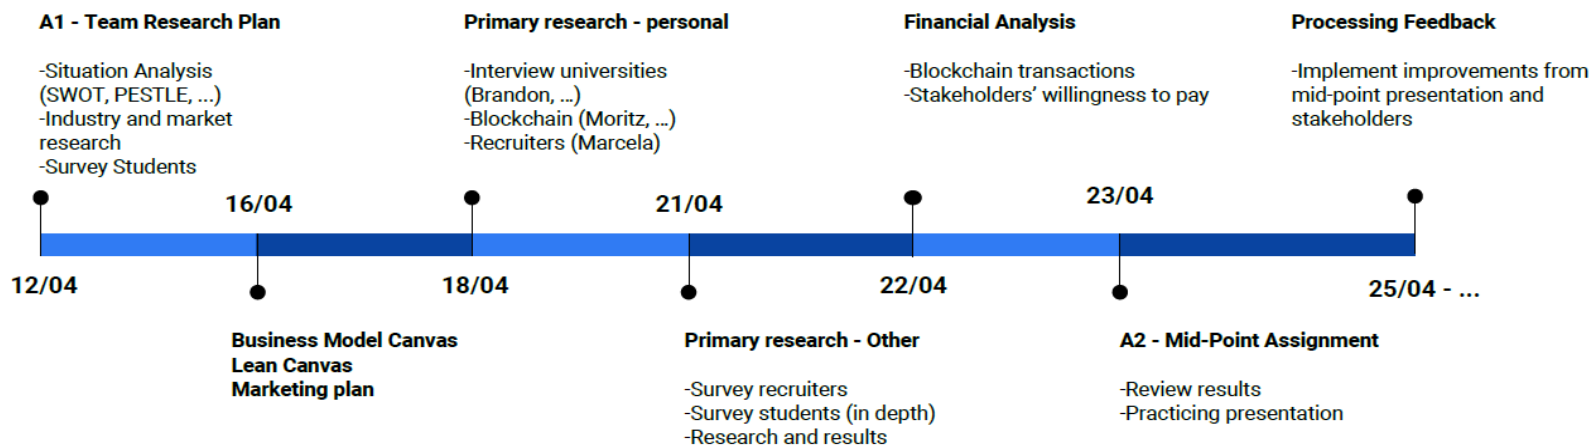 A1 - Team Research Plan
-Situation Analysis
(SWOT, PESTLE, ...)
-Industry and market
research
-Survey Students
Primary research - personal
-Interview universities
(Brandon, ...)
-Blockchain (Moritz, ...)
-Recruiters (Marcela)
Financial Analysis
-Blockchain transactions
-Stakeholders’ willingness to pay
Processing Feedback
-Implement improvements from
mid-point presentation and
stakeholders
16/04
21/04
23/04
12/04
18/04
22/04
25/04 - ...
Business Model Canvas
Lean Canvas
Marketing plan
Primary research - Other
-Survey recruiters
-Survey students (in depth)
-Research and results
A2 - Mid-Point Assignment
-Review results
-Practicing presentation